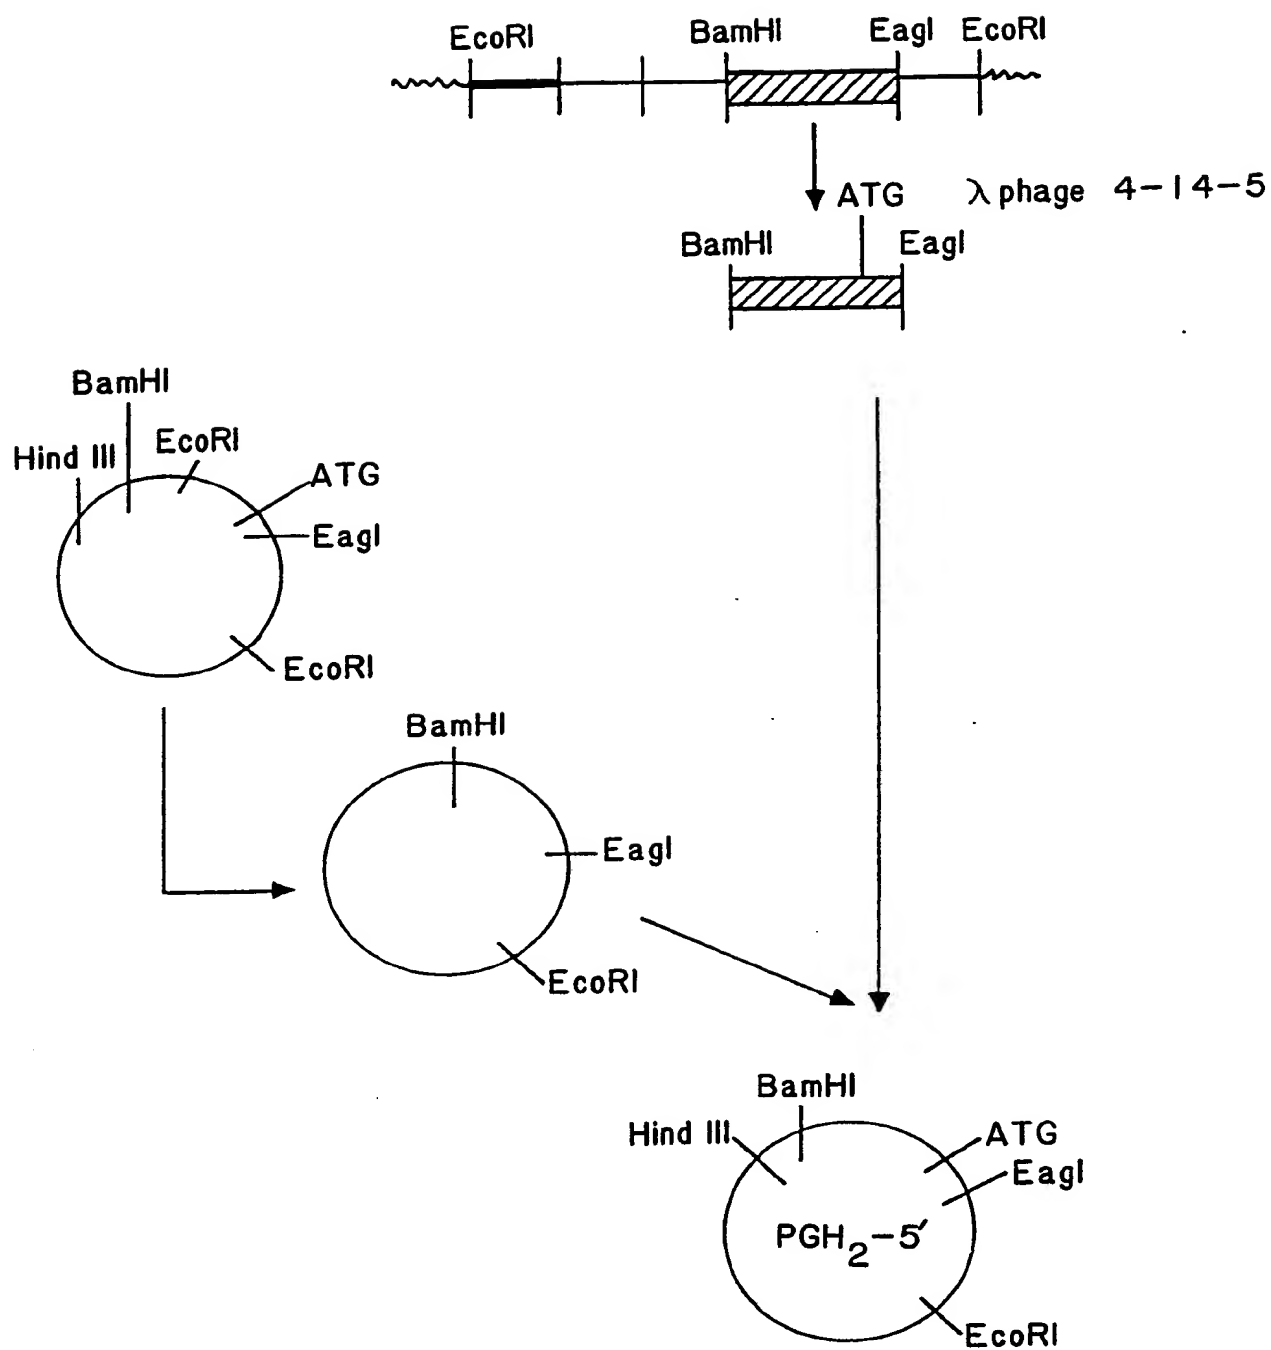 EcoRI
BamHI
EagI
EcoRI
ATG
λ phage 4-14-5
BamHI
EagI
BamHI
Hind III
EcoRI
ATG
EagI
EcoRI
BamHI
EagI
EcoRI
BamHI
Hind III
ATG
EagI
PGH2-5′
EcoRI